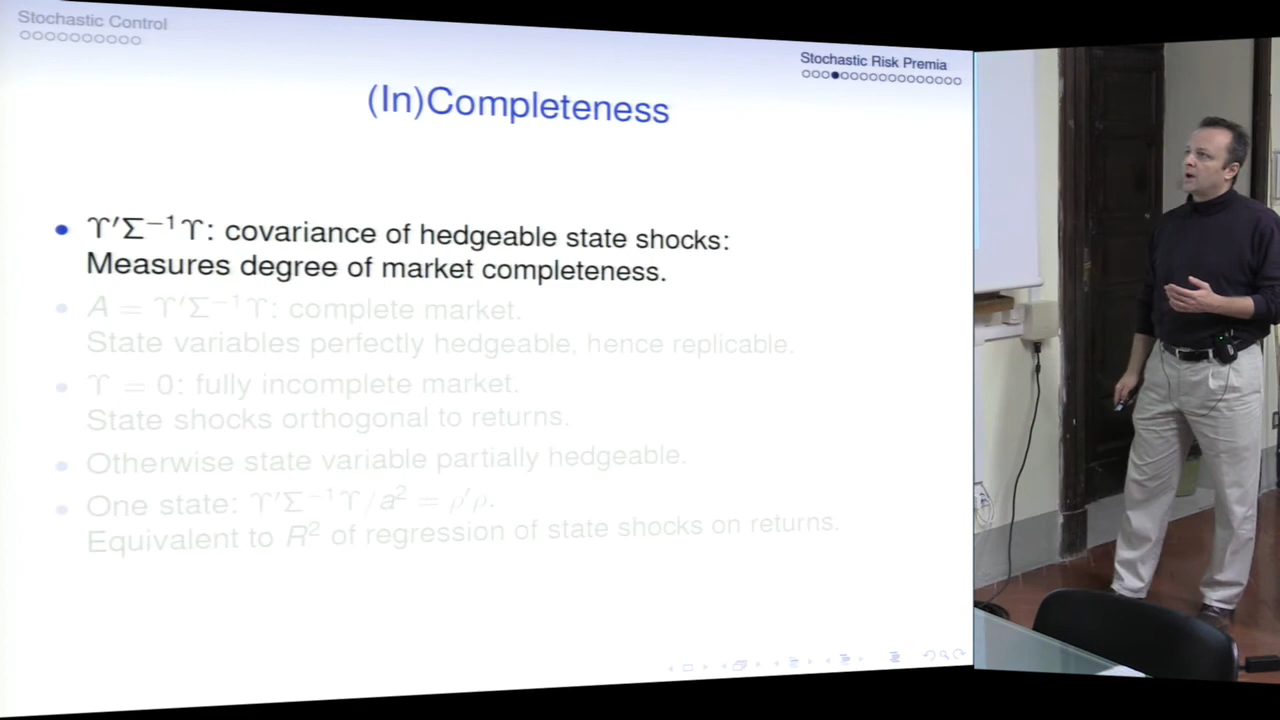 Stochastic Control
Stochastic Risk Premia
(In)Completeness
• ϒ′Σ⁻¹ϒ: covariance of hedgeable state shocks:
Measures degree of market completeness.
• A = ϒ′Σ⁻¹ϒ: complete market.
State variables perfectly hedgeable, hence replicable.
• ϒ = 0: fully incomplete market.
State shocks orthogonal to returns.
• Otherwise state variable partially hedgeable.
• One state: ϒ′Σ⁻¹ϒ/a² = ρ′ρ.
Equivalent to R² of regression of state shocks on returns.